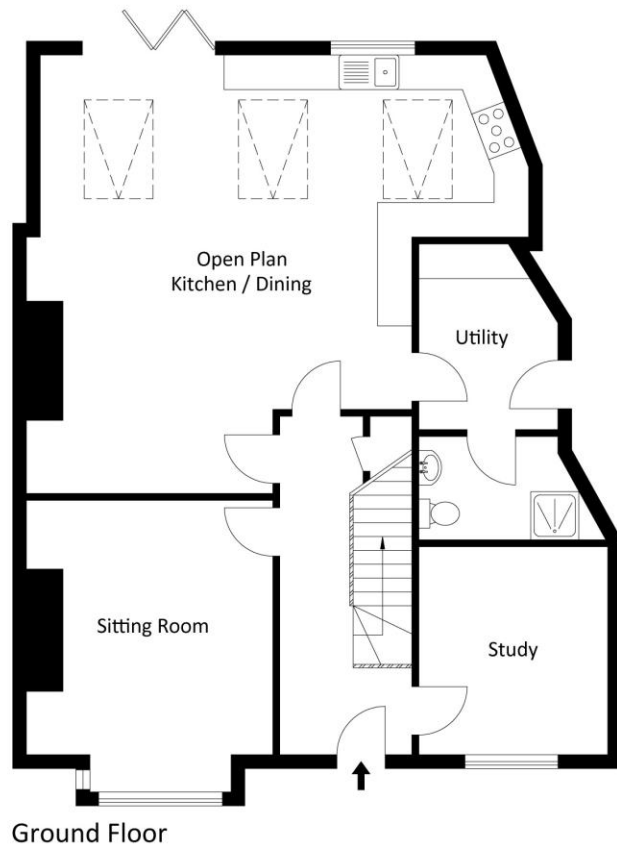 Open Plan
Kitchen / Dining
Utility
Sitting Room
Study
Ground Floor